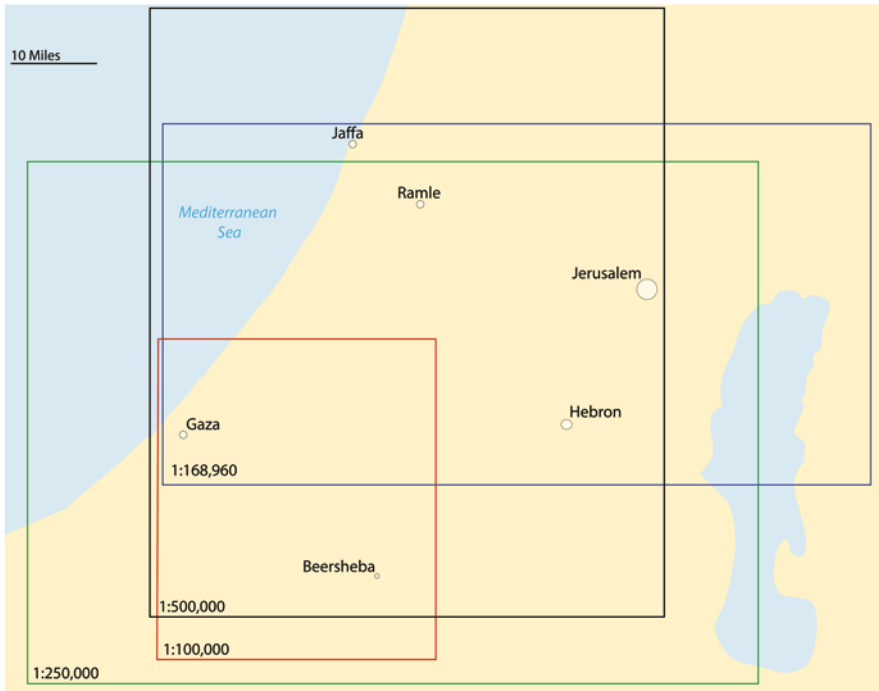 10 Miles
Jaffa
Ramle
Mediterranean
Sea
Jerusalem
Hebron
Gaza
1:168,960
Beersheba
1:500,000
1:100,000
1:250,000